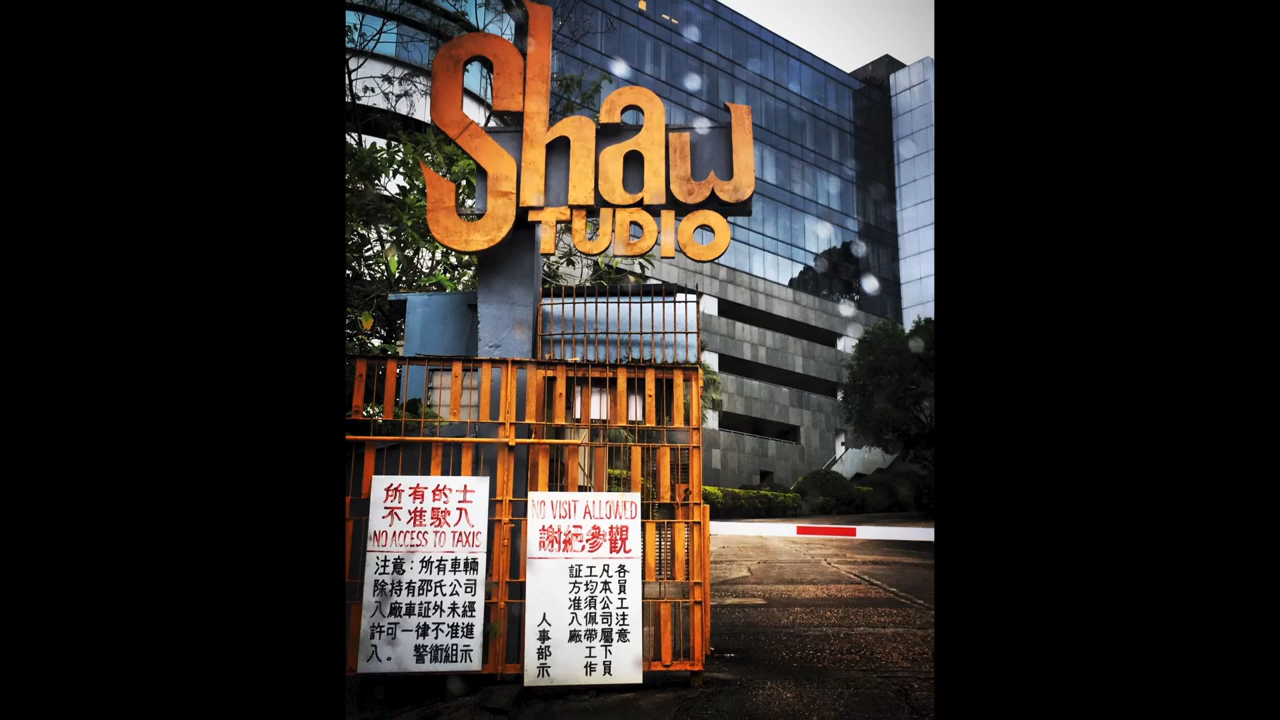 Shaw
TUDIO
所有的士
不准駛入
NO ACCESS TO TAXIS
注意：所有車輛
除持有邵氏公司
入廠車証外未經
許可一律不准進
入。 警衛組示
NO VISIT ALLOWED
謝絕參觀
各員工注意
凡本公司屬下員
工均須佩帶工作
証方准入廠
人事部示